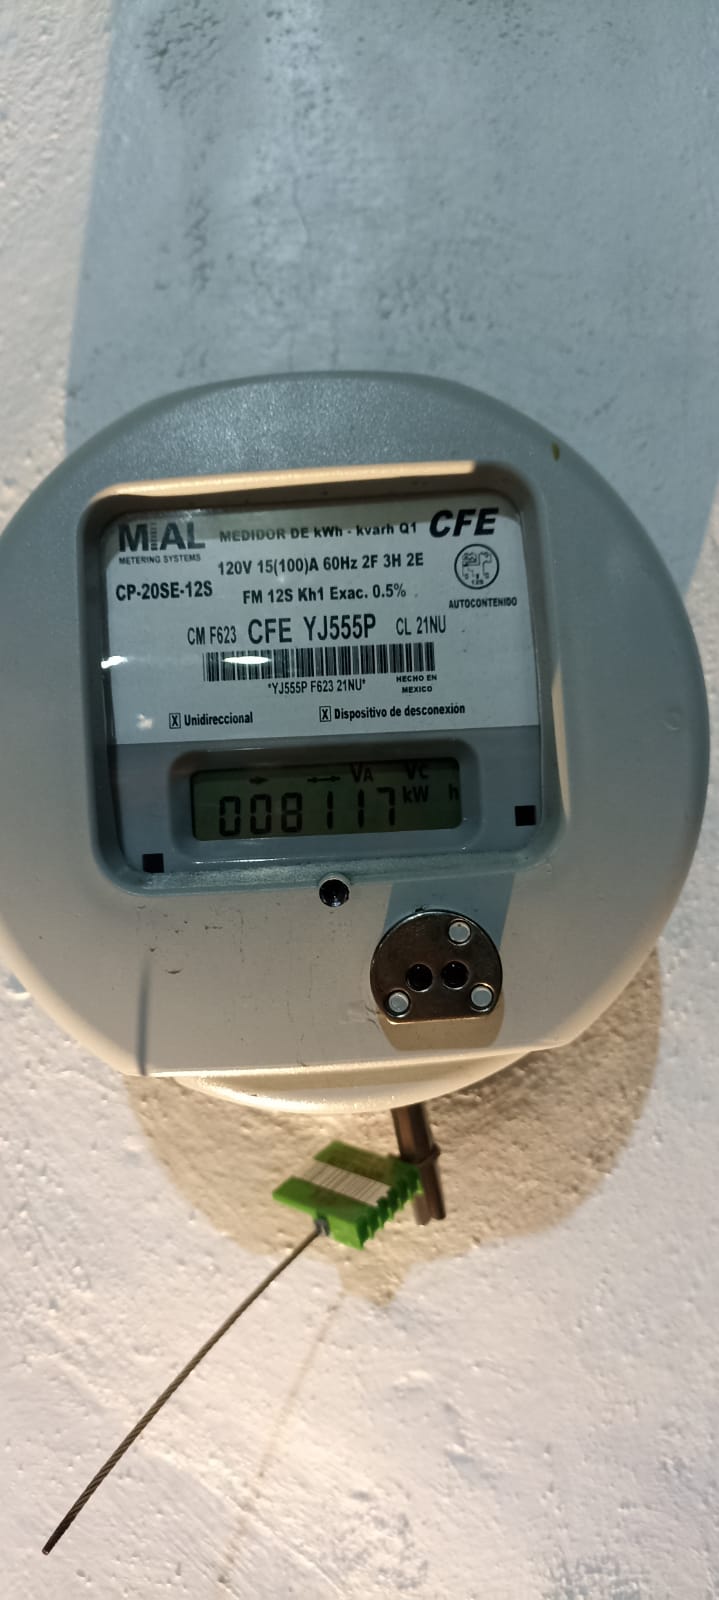 MIAL
METERING SYSTEMS
MEDIDOR DE kWh - kvarh Q1
CFE
120V 15(100)A 60Hz 2F 3H 2E
CP-20SE-12S
FM 12S Kh1 Exac. 0.5%
12S
AUTOCONTENIDO
CM F623 CFE YJ555P CL 21NU
*YJ555P F623 21NU*
HECHO EN
MEXICO
X Unidireccional
X Dispositivo de desconexión
VA VC
008117 kW h